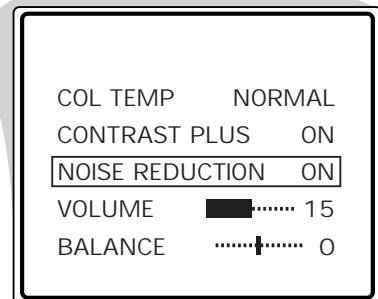 COL TEMP NORMAL
CONTRAST PLUS ON
NOISE REDUCTION ON
VOLUME 15
BALANCE 0